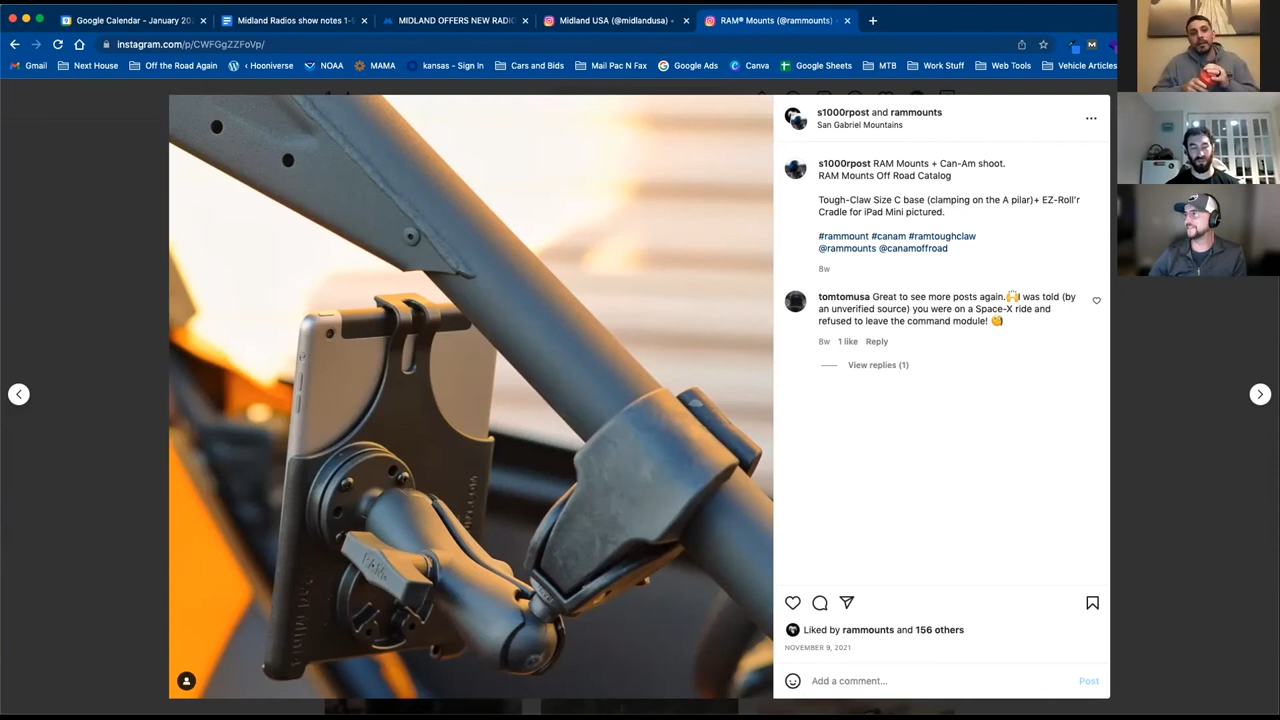 Google Calendar - January 202
Midland Radios show notes 1-5
MIDLAND OFFERS NEW RADIO
Midland USA (@midlandusa) •
RAM® Mounts (@rammounts) •
instagram.com/p/CWFGgZZFoVp/
Gmail
Next House
Off the Road Again
‹ Hooniverse
NOAA
MAMA
kansas - Sign In
Cars and Bids
Mail Pac N Fax
Google Ads
Canva
Google Sheets
MTB
Work Stuff
Web Tools
Vehicle Articles
s1000rpost and rammounts
San Gabriel Mountains
s1000rpost RAM Mounts + Can-Am shoot.
RAM Mounts Off Road Catalog
Tough-Claw Size C base (clamping on the A pilar)+ EZ-Roll'r
Cradle for iPad Mini pictured.
#rammount #canam #ramtoughclaw
@rammounts @canamoffroad
8w
tomtomusa Great to see more posts again.🙌I was told (by
an unverified source) you were on a Space-X ride and
refused to leave the command module! 🧐
8w 1 like Reply
View replies (1)
Liked by rammounts and 156 others
NOVEMBER 9, 2021
Add a comment...
Post